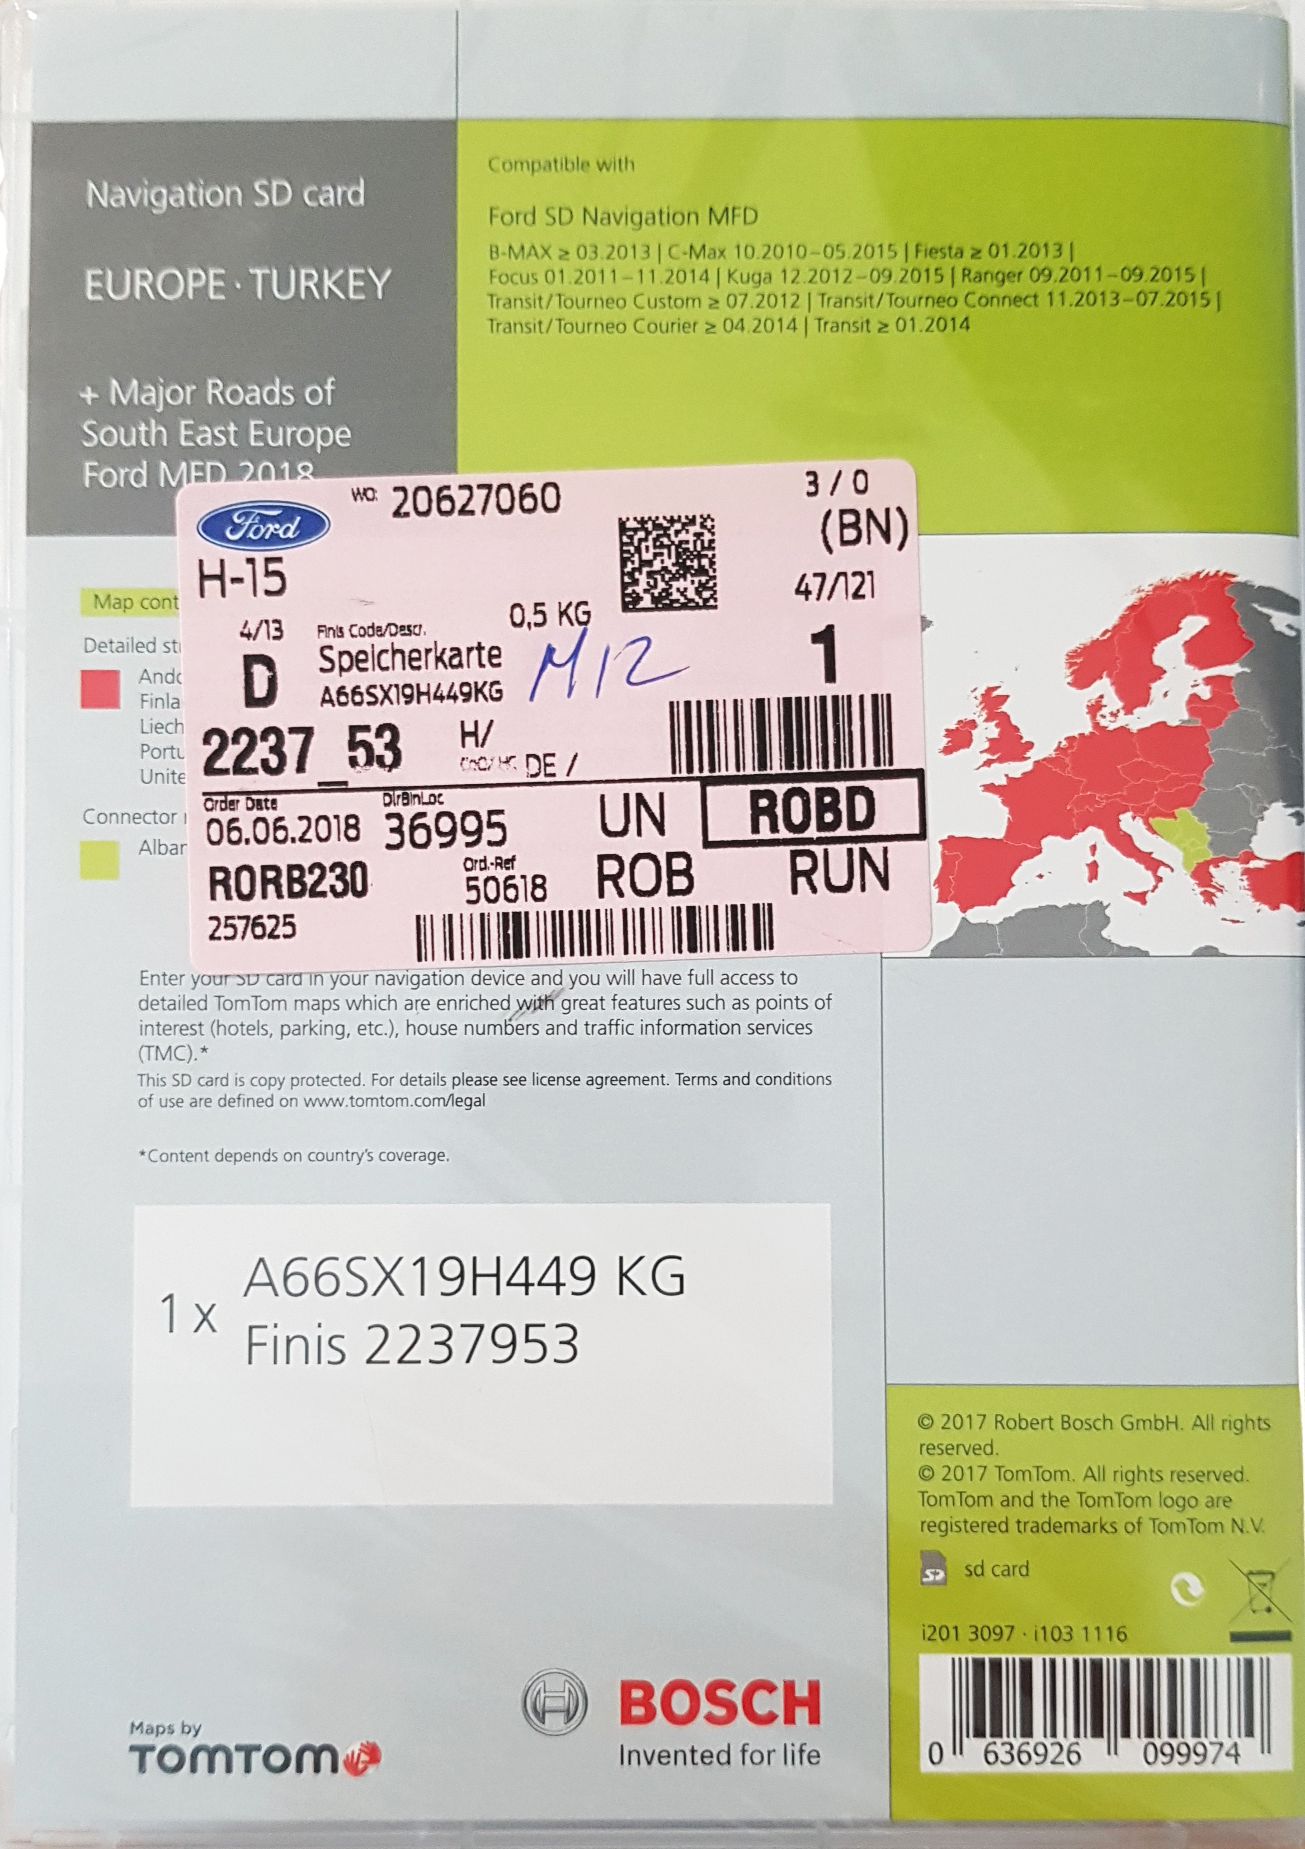 Navigation SD card
EUROPE · TURKEY
+ Major Roads of
South East Europe
Ford MFD 2018
Compatible with
Ford SD Navigation MFD
B-MAX ≥ 03.2013 | C-Max 10.2010–05.2015 | Fiesta ≥ 01.2013 |
Focus 01.2011–11.2014 | Kuga 12.2012–09.2015 | Ranger 09.2011–09.2015 |
Transit/Tourneo Custom ≥ 07.2012 | Transit/Tourneo Connect 11.2013–07.2015 |
Transit/Tourneo Courier ≥ 04.2014 | Transit ≥ 01.2014
Map cont
Detailed st
Ando
Finla
Liech
Portu
Unite
Connector
Alban
Ford
WO: 20627060
3 / 0
(BN)
H-15
47/121
4/13
Finis Code/Descr.
0,5 KG
D
Speicherkarte
M12
1
A66SX19H449KG
2237_53
H/
DE /
Order Date
DlrBinLoc
06.06.2018
36995
UN
ROBD
RORB230
Ord.-Ref
50618
ROB
RUN
257625
Enter your SD card in your navigation device and you will have full access to
detailed TomTom maps which are enriched with great features such as points of
interest (hotels, parking, etc.), house numbers and traffic information services
(TMC).*
This SD card is copy protected. For details please see license agreement. Terms and conditions
of use are defined on www.tomtom.com/legal
*Content depends on country's coverage.
1 x
A66SX19H449 KG
Finis 2237953
© 2017 Robert Bosch GmbH. All rights
reserved.
© 2017 TomTom. All rights reserved.
TomTom and the TomTom logo are
registered trademarks of TomTom N.V.
SD
sd card
i201 3097 · i103 1116
0 636926 099974
Maps by
TOMTOM
BOSCH
Invented for life